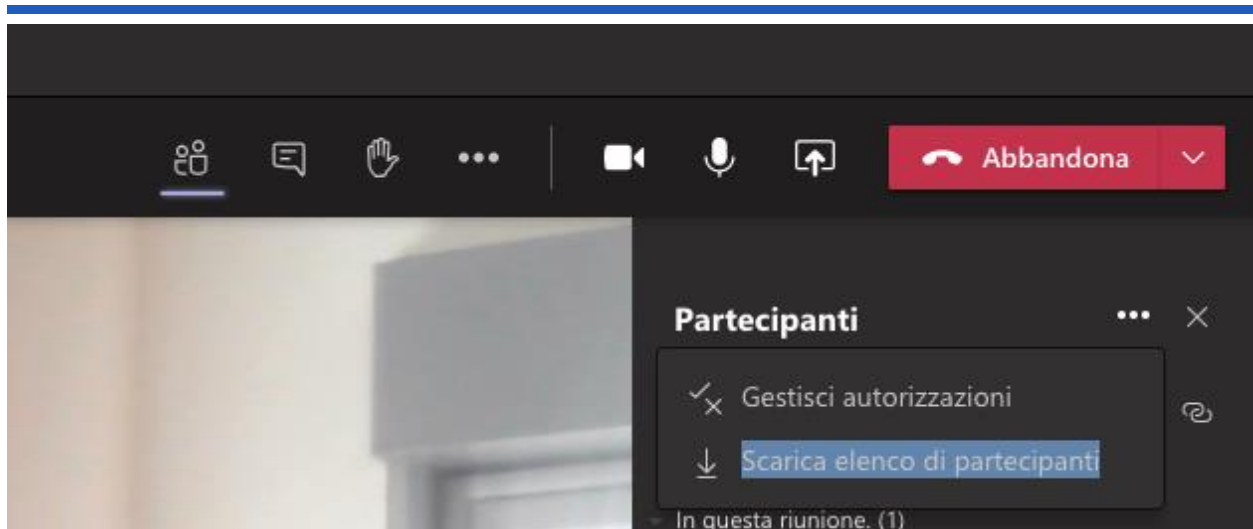 Abbandona
Partecipanti
Gestisci autorizzazioni
Scarica elenco di partecipanti
In questa riunione. (1)